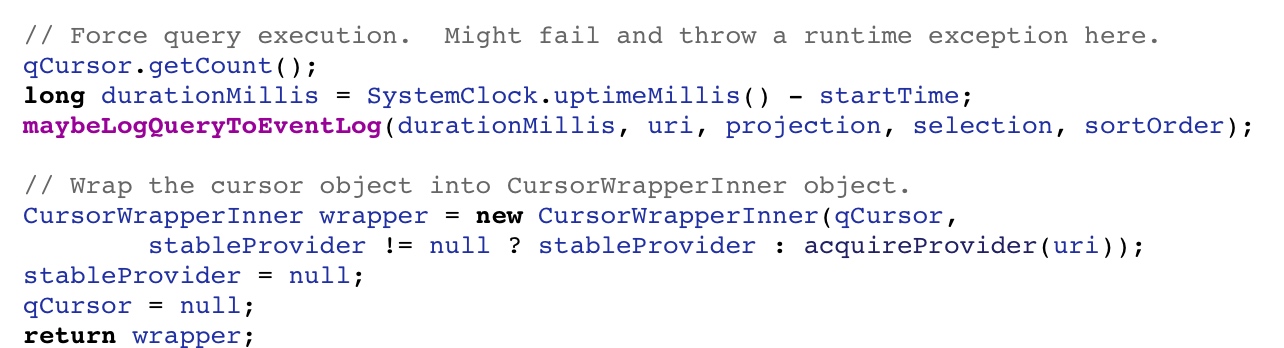 // Force query execution.  Might fail and throw a runtime exception here.
qCursor.getCount();
long durationMillis = SystemClock.uptimeMillis() - startTime;
maybeLogQueryToEventLog(durationMillis, uri, projection, selection, sortOrder);

// Wrap the cursor object into CursorWrapperInner object.
CursorWrapperInner wrapper = new CursorWrapperInner(qCursor,
        stableProvider != null ? stableProvider : acquireProvider(uri));
stableProvider = null;
qCursor = null;
return wrapper;